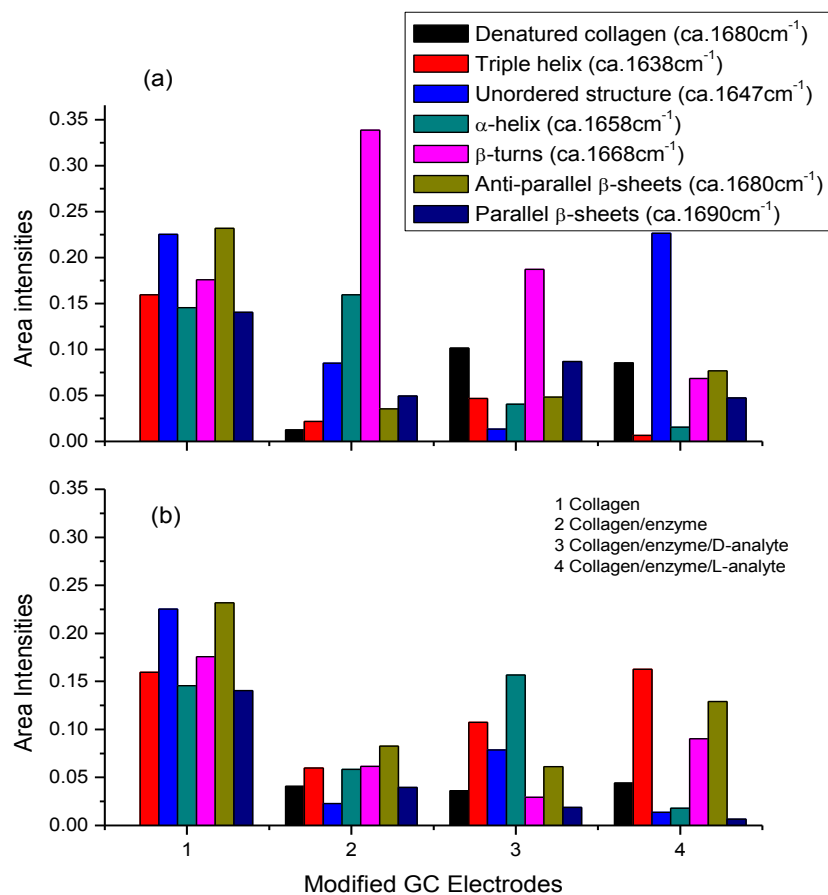 (a)
Denatured collagen (ca.1680cm⁻¹)
Triple helix (ca.1638cm⁻¹)
Unordered structure (ca.1647cm⁻¹)
α-helix (ca.1658cm⁻¹)
β-turns (ca.1668cm⁻¹)
Anti-parallel β-sheets (ca.1680cm⁻¹)
Parallel β-sheets (ca.1690cm⁻¹)
Area intensities
0.35
0.30
0.25
0.20
0.15
0.10
0.05
0.00
1 2 3 4
(b)
1 Collagen
2 Collagen/enzyme
3 Collagen/enzyme/D-analyte
4 Collagen/enzyme/L-analyte
Area Intensities
0.35
0.30
0.25
0.20
0.15
0.10
0.05
0.00
1 2 3 4
Modified GC Electrodes